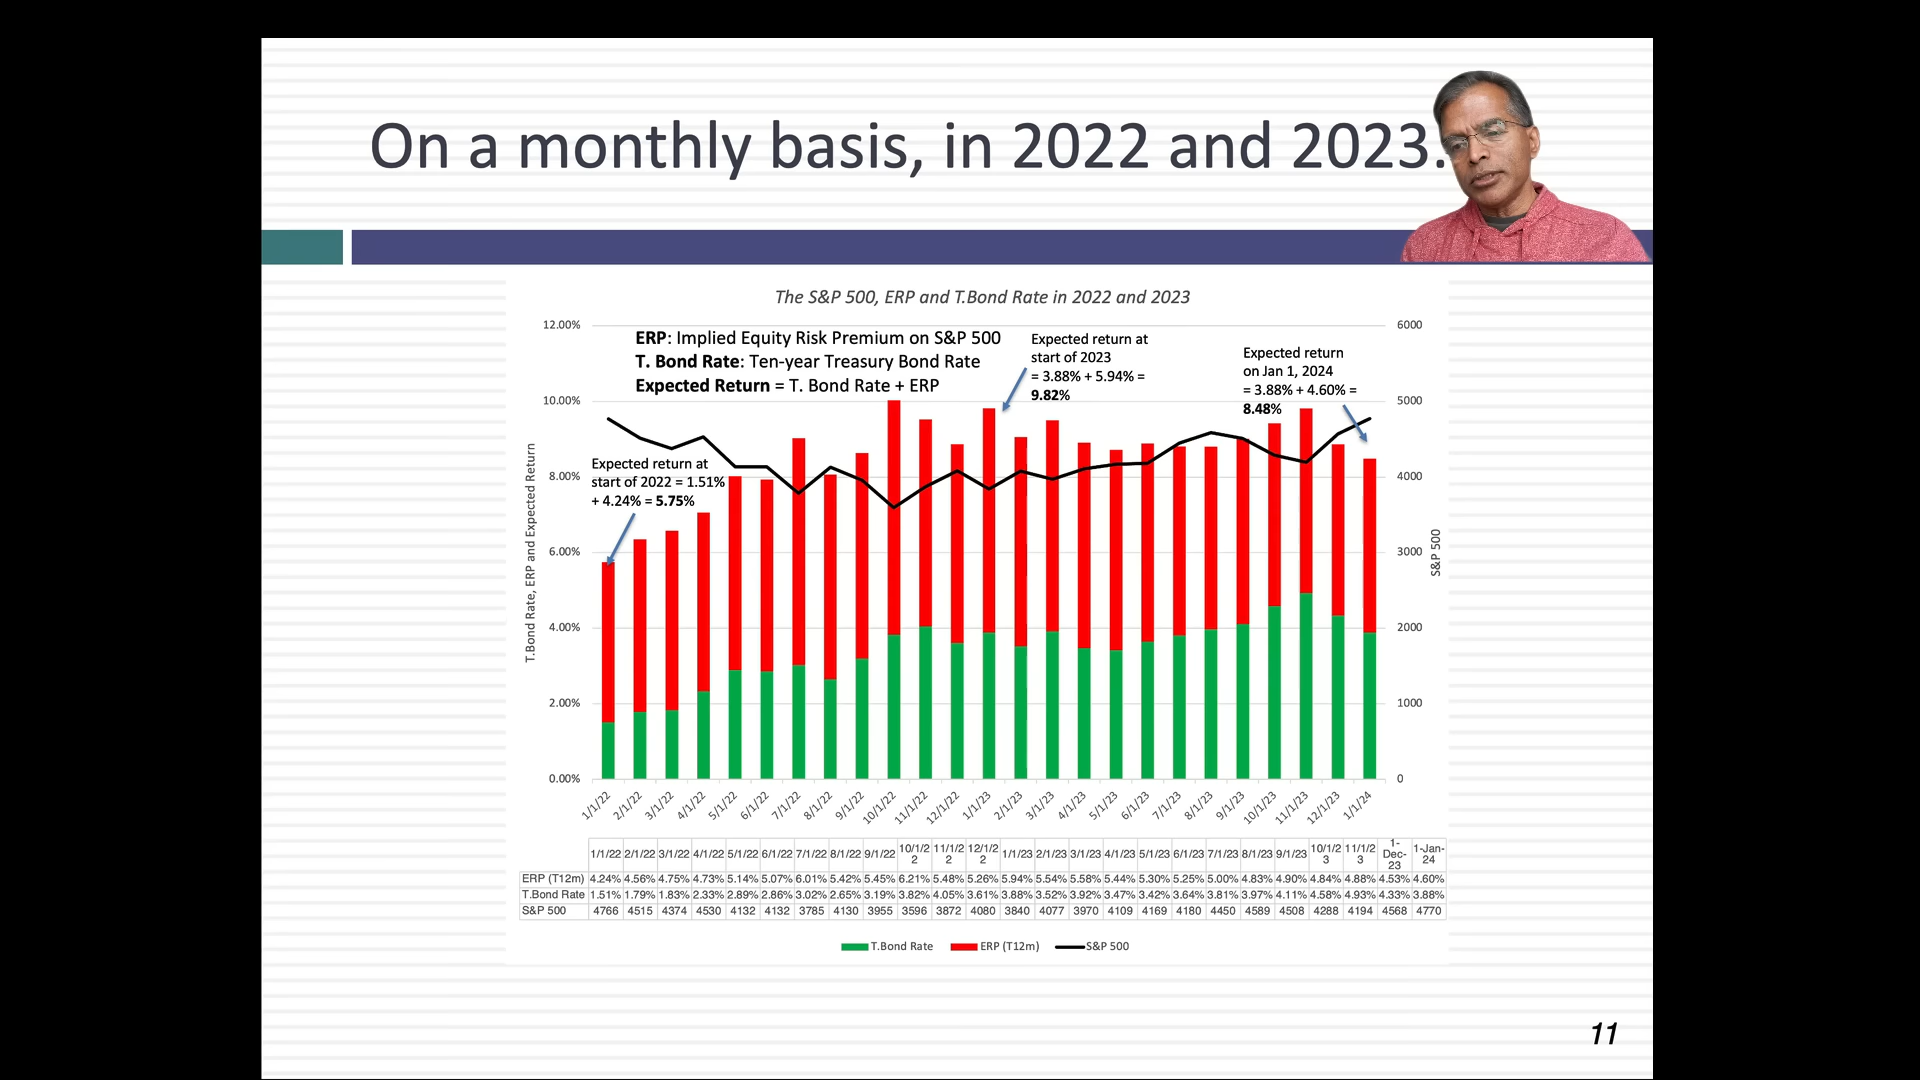 On a monthly basis, in 2022 and 2023.
The S&P 500, ERP and T.Bond Rate in 2022 and 2023
ERP: Implied Equity Risk Premium on S&P 500
T. Bond Rate: Ten-year Treasury Bond Rate
Expected Return = T. Bond Rate + ERP
Expected return at
start of 2023
= 3.88% + 5.94% =
9.82%
Expected return
on Jan 1, 2024
= 3.88% + 4.60% =
8.48%
Expected return at
start of 2022 = 1.51%
+ 4.24% = 5.75%
T.Bond Rate, ERP and Expected Return
12.00%
10.00%
8.00%
6.00%
4.00%
2.00%
0.00%
6000
5000
4000
3000
2000
1000
0
S&P 500
1/1/22 2/1/22 3/1/22 4/1/22 5/1/22 6/1/22 7/1/22 8/1/22 9/1/22 10/1/22 11/1/22 12/1/22 1/1/23 2/1/23 3/1/23 4/1/23 5/1/23 6/1/23 7/1/23 8/1/23 9/1/23 10/1/23 11/1/23 12/1/23 1/1/24
1/1/22 2/1/22 3/1/22 4/1/22 5/1/22 6/1/22 7/1/22 8/1/22 9/1/22 10/1/22 11/1/22 12/1/22 1/1/23 2/1/23 3/1/23 4/1/23 5/1/23 6/1/23 7/1/23 8/1/23 9/1/23 10/1/23 11/1/23 1-Dec-23 1-Jan-24
ERP (T12m) 4.24% 4.56% 4.75% 4.73% 5.14% 5.07% 6.01% 5.42% 5.45% 6.21% 5.48% 5.26% 5.94% 5.54% 5.58% 5.44% 5.30% 5.25% 5.00% 4.83% 4.90% 4.84% 4.88% 4.53% 4.60%
T.Bond Rate 1.51% 1.79% 1.83% 2.33% 2.89% 2.86% 3.02% 2.65% 3.19% 3.82% 4.05% 3.61% 3.88% 3.52% 3.92% 3.47% 3.42% 3.64% 3.81% 3.97% 4.11% 4.58% 4.93% 4.33% 3.88%
S&P 500 4766 4515 4374 4530 4132 4132 3785 4130 3955 3596 3872 4080 3840 4077 3970 4109 4169 4180 4450 4589 4508 4288 4194 4568 4770
T.Bond Rate ERP (T12m) S&P 500
11